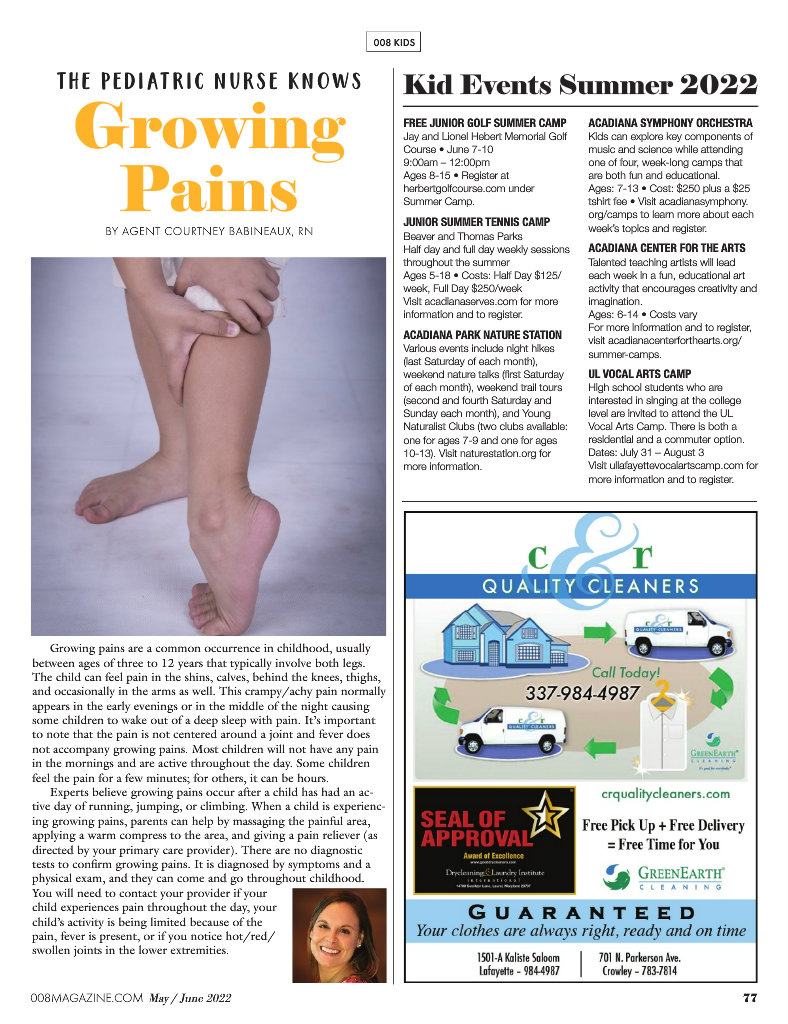 008 KIDS
THE PEDIATRIC NURSE KNOWS
Growing
Pains
BY AGENT COURTNEY BABINEAUX, RN
Growing pains are a common occurrence in childhood, usually
between ages of three to 12 years that typically involve both legs.
The child can feel pain in the shins, calves, behind the knees, thighs,
and occasionally in the arms as well. This crampy/achy pain normally
appears in the early evenings or in the middle of the night causing
some children to wake out of a deep sleep with pain. It's important
to note that the pain is not centered around a joint and fever does
not accompany growing pains. Most children will not have any pain
in the mornings and are active throughout the day. Some children
feel the pain for a few minutes; for others, it can be hours.
Experts believe growing pains occur after a child has had an ac-
tive day of running, jumping, or climbing. When a child is experienc-
ing growing pains, parents can help by massaging the painful area,
applying a warm compress to the area, and giving a pain reliever (as
directed by your primary care provider). There are no diagnostic
tests to confirm growing pains. It is diagnosed by symptoms and a
physical exam, and they can come and go throughout childhood.
You will need to contact your provider if your
child experiences pain throughout the day, your
child's activity is being limited because of the
pain, fever is present, or if you notice hot/red/
swollen joints in the lower extremities.
Kid Events Summer 2022
FREE JUNIOR GOLF SUMMER CAMP
Jay and Lionel Hebert Memorial Golf
Course • June 7-10
9:00am – 12:00pm
Ages 8-15 • Register at
herbertgolfcourse.com under
Summer Camp.
JUNIOR SUMMER TENNIS CAMP
Beaver and Thomas Parks
Half day and full day weekly sessions
throughout the summer
Ages 5-18 • Costs: Half Day $125/
week, Full Day $250/week
Visit acadianaserves.com for more
information and to register.
ACADIANA PARK NATURE STATION
Various events include night hikes
(last Saturday of each month),
weekend nature talks (first Saturday
of each month), weekend trail tours
(second and fourth Saturday and
Sunday each month), and Young
Naturalist Clubs (two clubs available:
one for ages 7-9 and one for ages
10-13). Visit naturestation.org for
more information.
ACADIANA SYMPHONY ORCHESTRA
Kids can explore key components of
music and science while attending
one of four, week-long camps that
are both fun and educational.
Ages: 7-13 • Cost: $250 plus a $25
tshirt fee • Visit acadianasymphony.
org/camps to learn more about each
week's topics and register.
ACADIANA CENTER FOR THE ARTS
Talented teaching artists will lead
each week in a fun, educational art
activity that encourages creativity and
imagination.
Ages: 6-14 • Costs vary
For more information and to register,
visit acadianacenterforthearts.org/
summer-camps.
UL VOCAL ARTS CAMP
High school students who are
interested in singing at the college
level are invited to attend the UL
Vocal Arts Camp. There is both a
residential and a commuter option.
Dates: July 31 – August 3
Visit ullafayettevocalartscamp.com for
more information and to register.
c & r
QUALITY CLEANERS
c & r
QUALITY CLEANERS
Call Today!
337-984-4987
c & r
QUALITY CLEANERS
GREENEARTH
CLEANING
crqualitycleaners.com
SEAL OF
APPROVAL
Award of Excellence
Drycleaning & Laundry Institute
international
Free Pick Up + Free Delivery
= Free Time for You
GREENEARTH
CLEANING
GUARANTEED
Your clothes are always right, ready and on time
1501-A Kaliste Saloom
Lafayette – 984-4987
701 N. Parkerson Ave.
Crowley – 783-7814
008MAGAZINE.COM May / June 2022
77